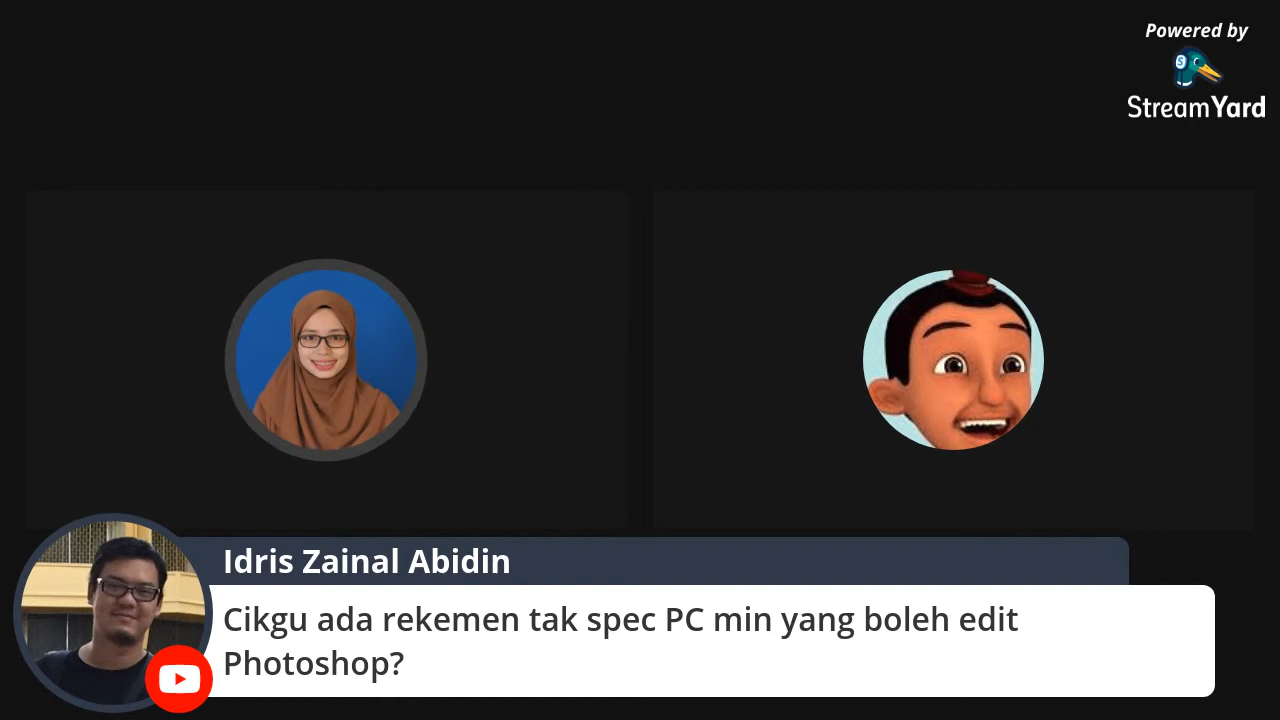 Powered by
StreamYard
Idris Zainal Abidin
Cikgu ada rekemen tak spec PC min yang boleh edit
Photoshop?